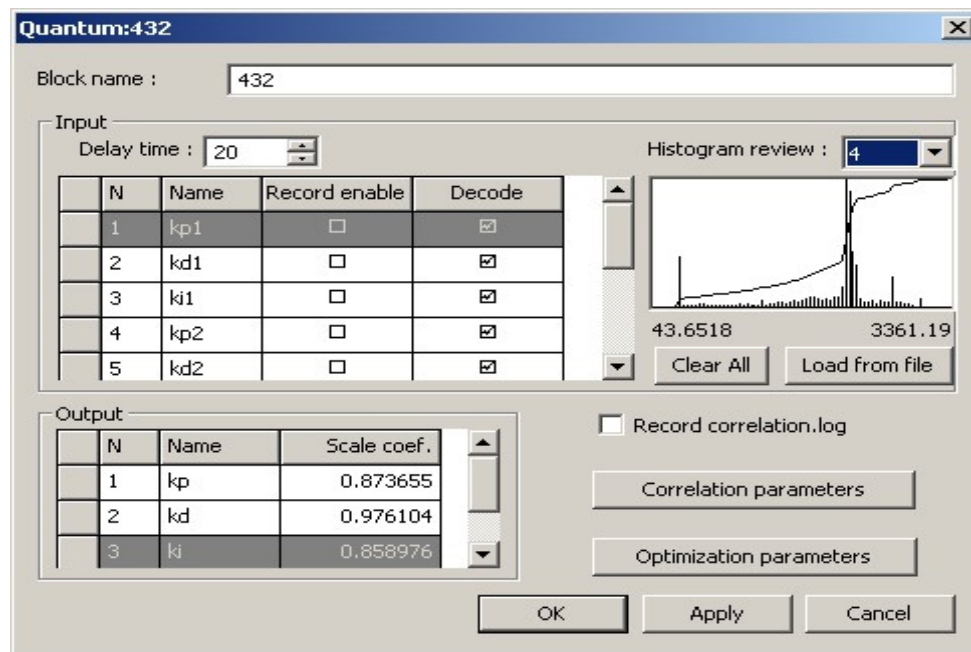 Quantum:432
Block name : 432
Input
Delay time : 20
Histogram review : 4
N Name Record enable Decode
1 kp1
2 kd1
3 ki1
4 kp2
5 kd2
43.6518 3361.19
Clear All Load from file
Output
N Name Scale coef.
1 kp 0.873655
2 kd 0.976104
3 ki 0.858976
Record correlation.log
Correlation parameters
Optimization parameters
OK Apply Cancel